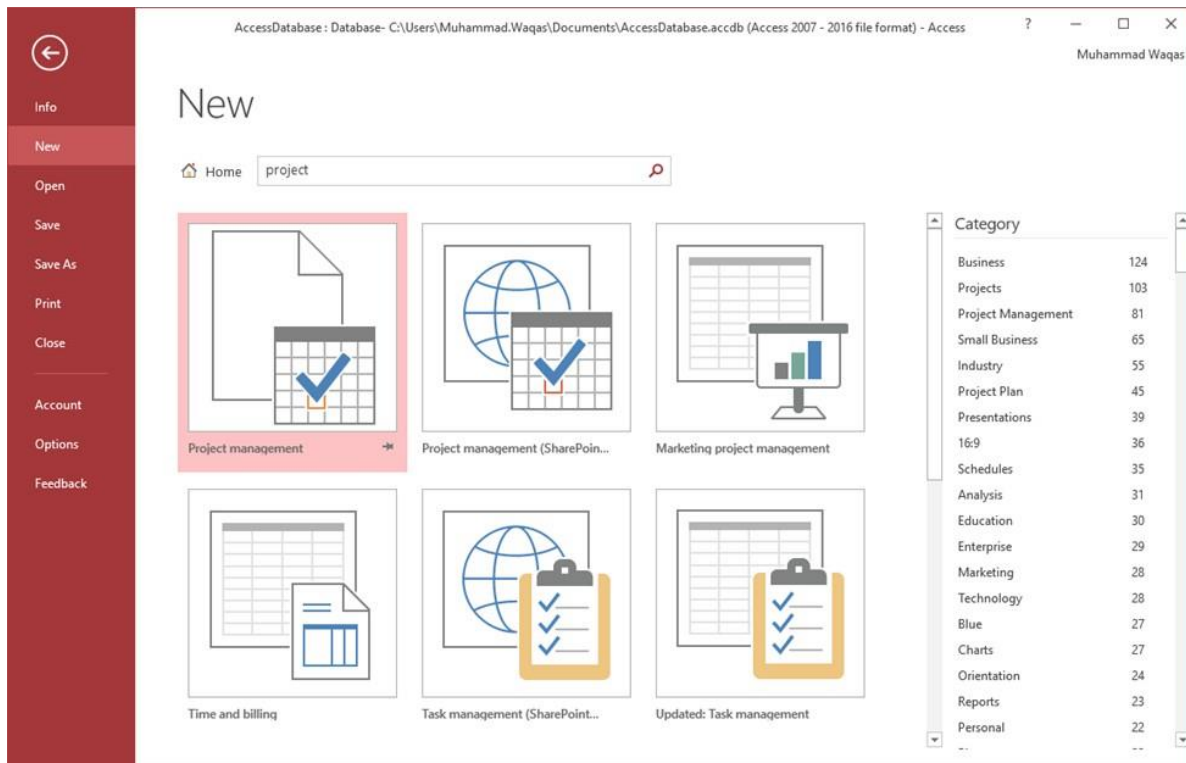 AccessDatabase : Database- C:\Users\Muhammad.Waqas\Documents\AccessDatabase.accdb (Access 2007 - 2016 file format) - Access
?
Muhammad Waqas
Info
New
Open
Save
Save As
Print
Close
Account
Options
Feedback
New
Home
project
Project management
Project management (SharePoin...
Marketing project management
Time and billing
Task management (SharePoint...
Updated: Task management
Category
Business 124
Projects 103
Project Management 81
Small Business 65
Industry 55
Project Plan 45
Presentations 39
16:9 36
Schedules 35
Analysis 31
Education 30
Enterprise 29
Marketing 28
Technology 28
Blue 27
Charts 27
Orientation 24
Reports 23
Personal 22